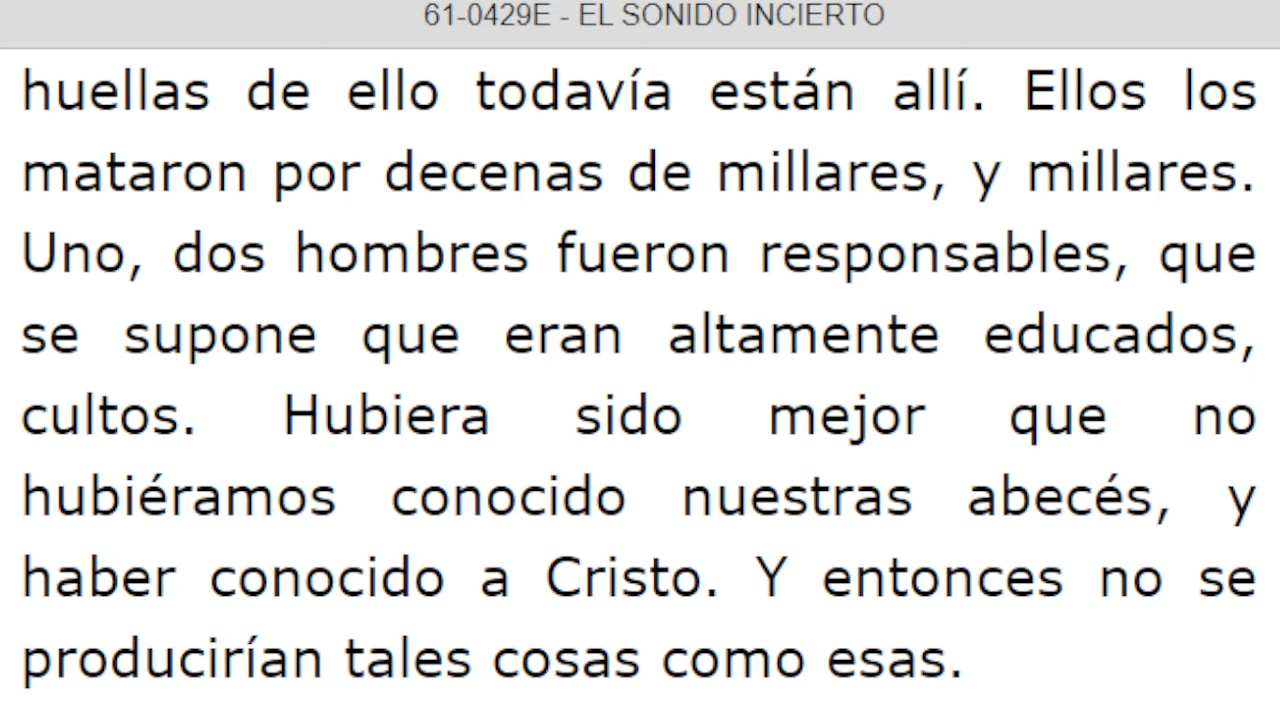 61-0429E - EL SONIDO INCIERTO
huellas de ello todavía están allí. Ellos los
mataron por decenas de millares, y millares.
Uno, dos hombres fueron responsables, que
se supone que eran altamente educados,
cultos. Hubiera sido mejor que no
hubiéramos conocido nuestras abecés, y
haber conocido a Cristo. Y entonces no se
producirían tales cosas como esas.